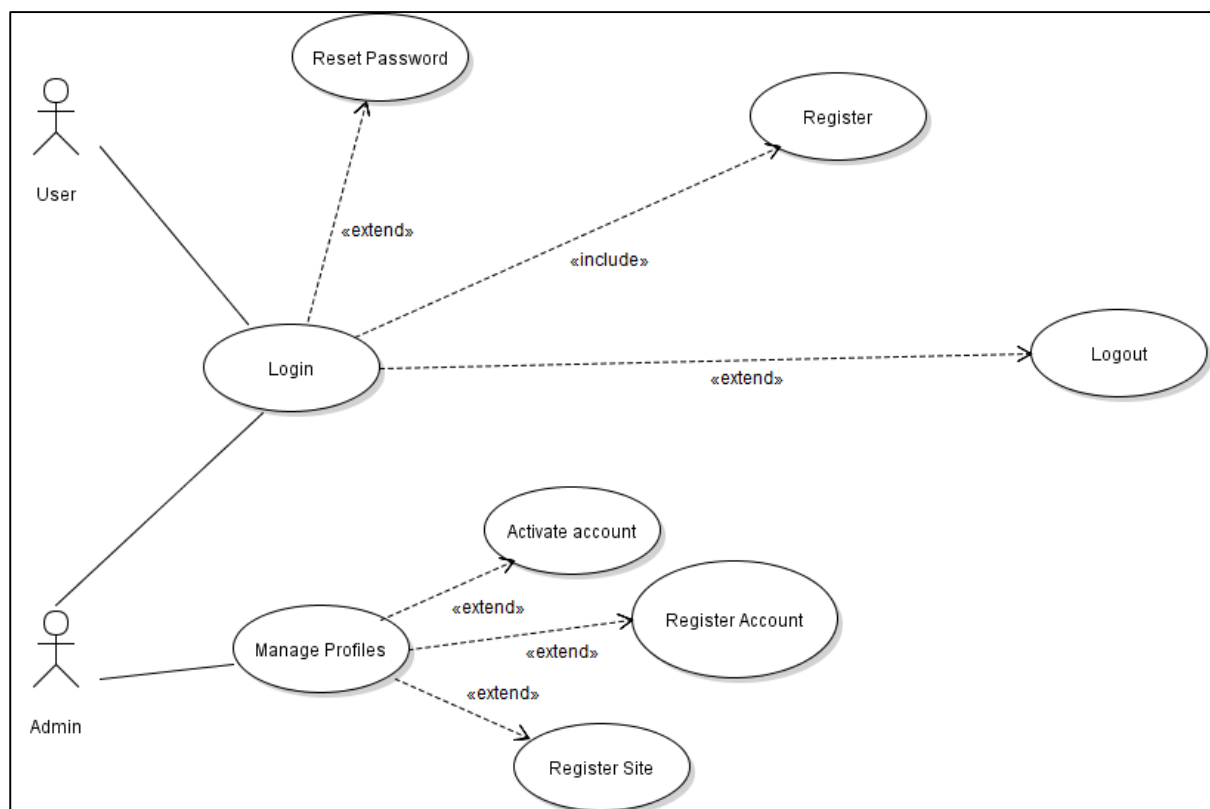 Reset Password
Register
User
«extend»
«include»
Login
Logout
«extend»
Activate account
«extend»
Register Account
Manage Profiles
«extend»
«extend»
Admin
Register Site